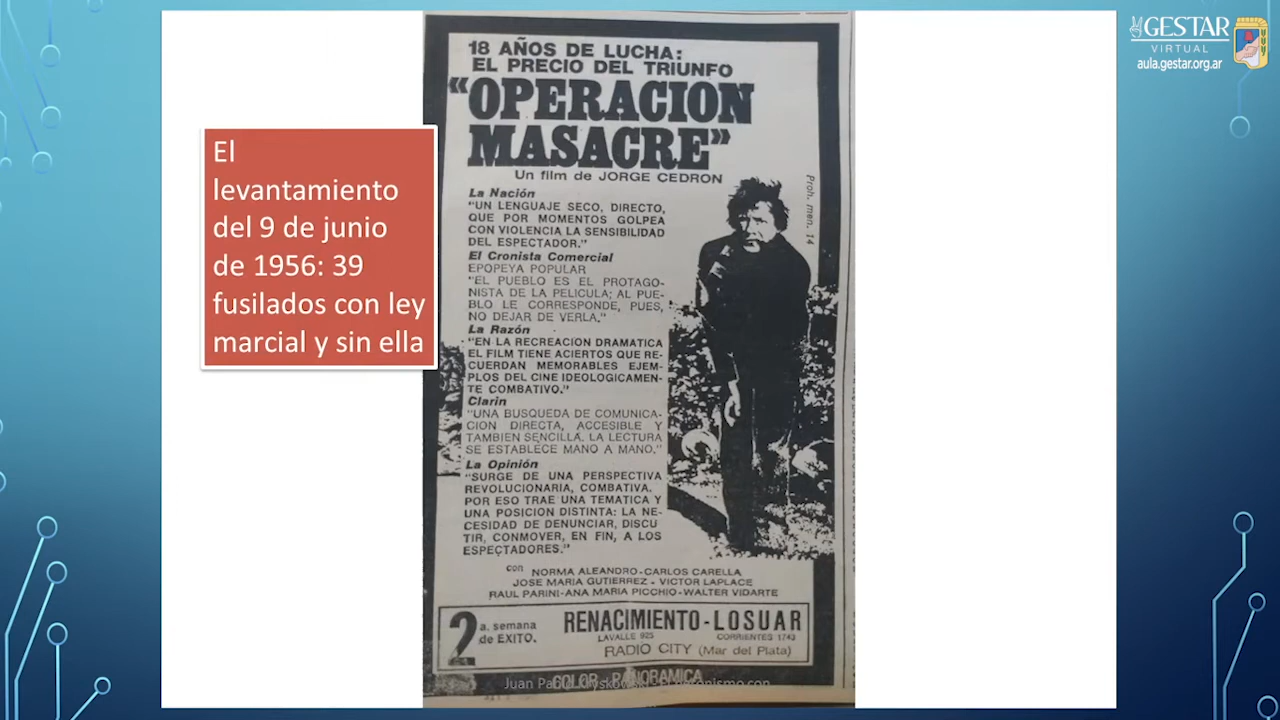 GESTAR
VIRTUAL
aula.gestar.org.ar
El
levantamiento
del 9 de junio
de 1956: 39
fusilados con ley
marcial y sin ella
18 AÑOS DE LUCHA:
EL PRECIO DEL TRIUNFO
“OPERACION
MASACRE”
Un film de JORGE CEDRON
Proh. men. 14
La Nación
“UN LENGUAJE SECO, DIRECTO,
QUE POR MOMENTOS GOLPEA
CON VIOLENCIA LA SENSIBILIDAD
DEL ESPECTADOR.”
El Cronista Comercial
EPOPEYA POPULAR
“EL PUEBLO ES EL PROTAGO-
NISTA DE LA PELICULA; AL PUE-
BLO LE CORRESPONDE, PUES,
NO DEJAR DE VERLA.”
La Razón
“EN LA RECREACION DRAMATICA
EL FILM TIENE ACIERTOS QUE RE-
CUERDAN MEMORABLES EJEM-
PLOS DEL CINE IDEOLOGICAMEN-
TE COMBATIVO.”
Clarin
“UNA BUSQUEDA DE COMUNICA-
CION DIRECTA, ACCESIBLE Y
TAMBIEN SENCILLA. LA LECTURA
SE ESTABLECE MANO A MANO.”
La Opinión
“SURGE DE UNA PERSPECTIVA
REVOLUCIONARIA, COMBATIVA.
POR ESO TRAE UNA TEMATICA Y
UNA POSICION DISTINTA: LA NE-
CESIDAD DE DENUNCIAR, DISCU
TIR, CONMOVER, EN FIN, A LOS
ESPECTADORES.”
con NORMA ALEANDRO-CARLOS CARELLA
JOSE MARIA GUTIERREZ - VICTOR LAPLACE
RAUL PARINI-ANA MARIA PICCHIO-WALTER VIDARTE
2a. semana
de EXITO.
RENACIMIENTO-LOSUAR
LAVALLE 925 CORRIENTES 1743
RADIO CITY (Mar del Plata)
COLOR PANORAMICA
Juan con